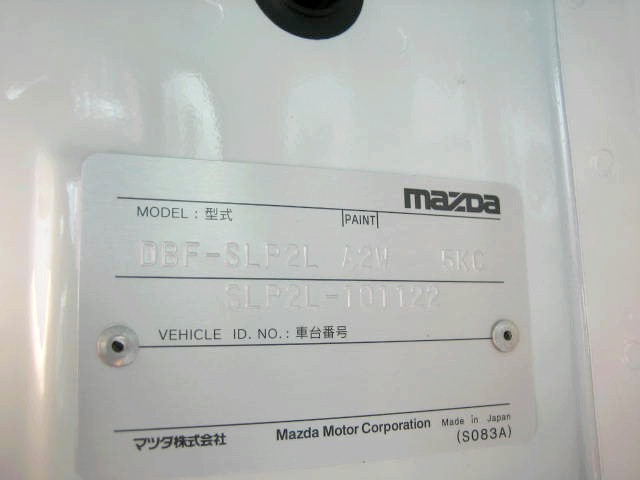 mazda
MODEL : 型式 PAINT
DBF-SLP2L A2W 5KC
SLP2L-101122
VEHICLE ID. NO. : 車台番号
マツダ株式会社 Mazda Motor Corporation Made in Japan
(S083A)